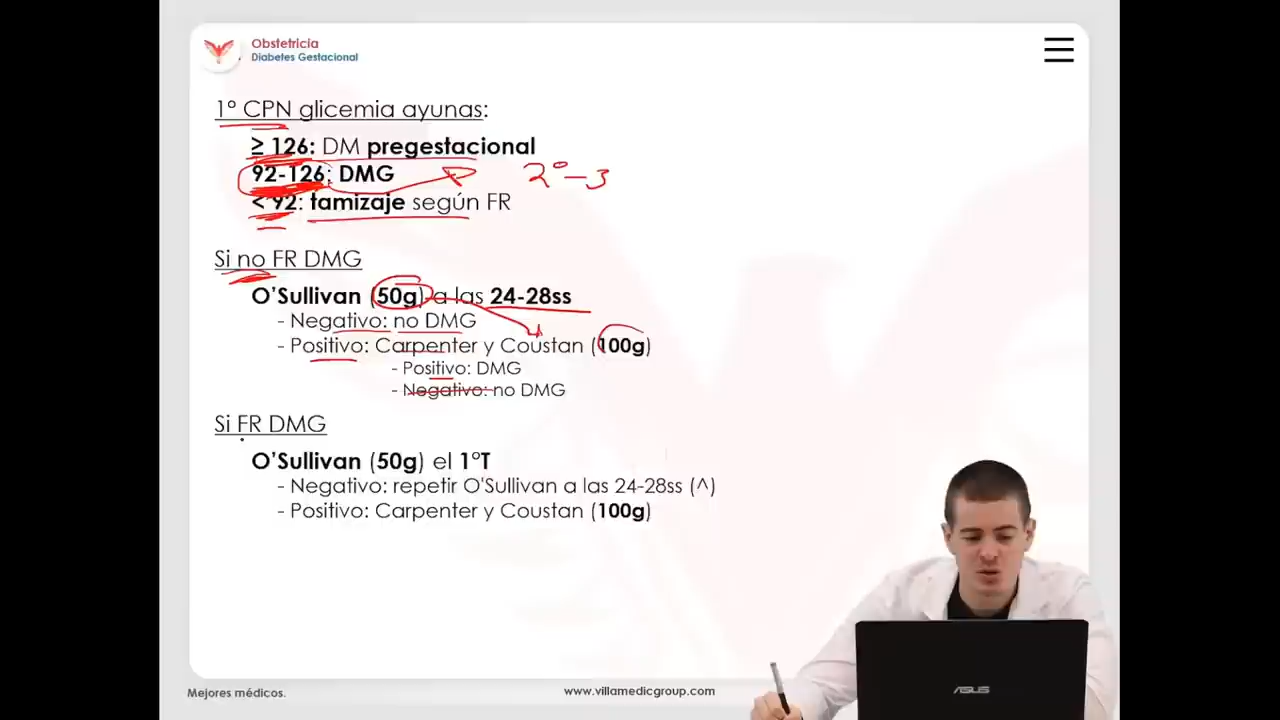 Obstetricia
Diabetes Gestacional
1° CPN glicemia ayunas:
≥ 126: DM pregestacional
92-126: DMG 2°-3
< 92: tamizaje según FR
Si no FR DMG
O'Sullivan (50g) a las 24-28ss
- Negativo: no DMG
- Positivo: Carpenter y Coustan (100g)
- Positivo: DMG
- Negativo: no DMG
Si FR DMG
O'Sullivan (50g) el 1°T
- Negativo: repetir O'Sullivan a las 24-28ss (^)
- Positivo: Carpenter y Coustan (100g)
Mejores médicos.
www.villamedicgroup.com
ASUS